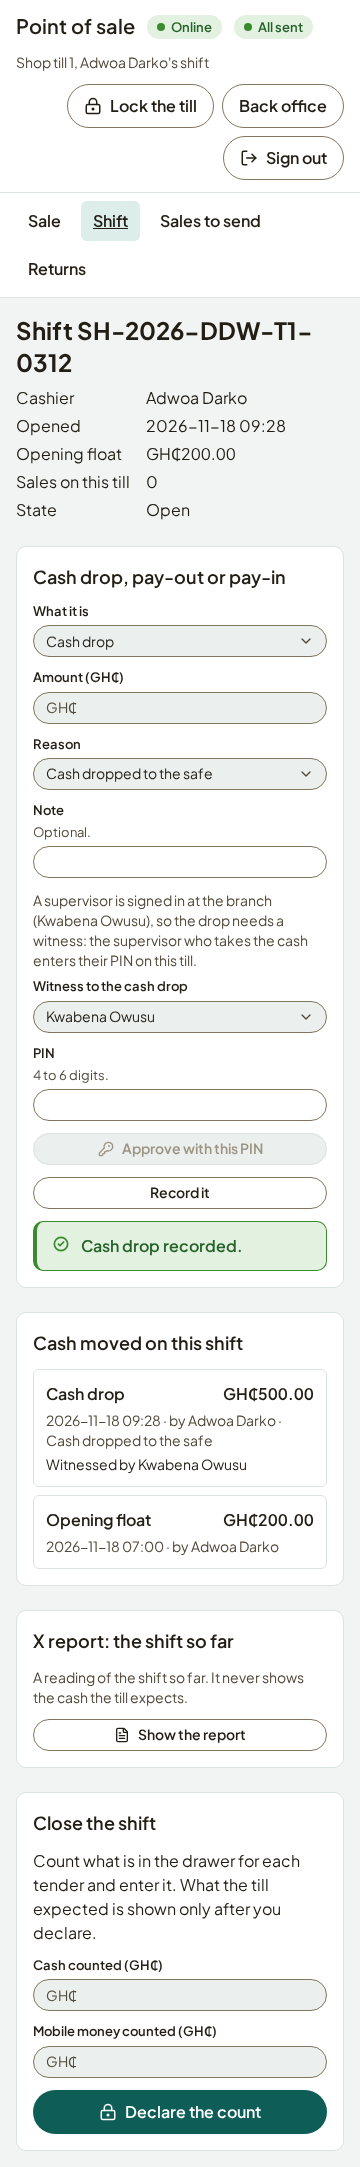 Point of sale
Online
All sent
Shop till 1, Adwoa Darko's shift
Lock the till
Back office
Sign out
Sale
Shift
Sales to send
Returns
Shift SH-2026-DDW-T1-
0312
Cashier Adwoa Darko
Opened 2026-11-18 09:28
Opening float GH₵200.00
Sales on this till 0
State Open
Cash drop, pay-out or pay-in
What it is
Cash drop
Amount (GH₵)
GH₵
Reason
Cash dropped to the safe
Note
Optional.
A supervisor is signed in at the branch
(Kwabena Owusu), so the drop needs a
witness: the supervisor who takes the cash
enters their PIN on this till.
Witness to the cash drop
Kwabena Owusu
PIN
4 to 6 digits.
Approve with this PIN
Record it
Cash drop recorded.
Cash moved on this shift
Cash drop GH₵500.00
2026-11-18 09:28 · by Adwoa Darko ·
Cash dropped to the safe
Witnessed by Kwabena Owusu
Opening float GH₵200.00
2026-11-18 07:00 · by Adwoa Darko
X report: the shift so far
A reading of the shift so far. It never shows
the cash the till expects.
Show the report
Close the shift
Count what is in the drawer for each
tender and enter it. What the till
expected is shown only after you
declare.
Cash counted (GH₵)
GH₵
Mobile money counted (GH₵)
GH₵
Declare the count